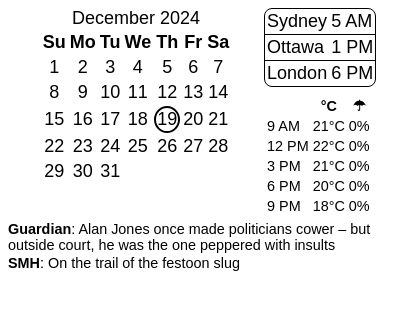 December 2024
Su Mo Tu We Th Fr Sa
1 2 3 4 5 6 7
8 9 10 11 12 13 14
15 16 17 18 19 20 21
22 23 24 25 26 27 28
29 30 31
Sydney 5 AM
Ottawa 1 PM
London 6 PM
°C ☂
9 AM 21°C 0%
12 PM 22°C 0%
3 PM 21°C 0%
6 PM 20°C 0%
9 PM 18°C 0%
Guardian: Alan Jones once made politicians cower – but
outside court, he was the one peppered with insults
SMH: On the trail of the festoon slug